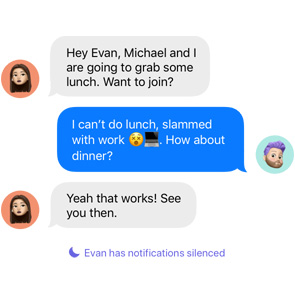 Hey Evan, Michael and I
are going to grab some
lunch. Want to join?
I can’t do lunch, slammed
with work 😵💻. How about
dinner?
Yeah that works! See
you then.
Evan has notifications silenced